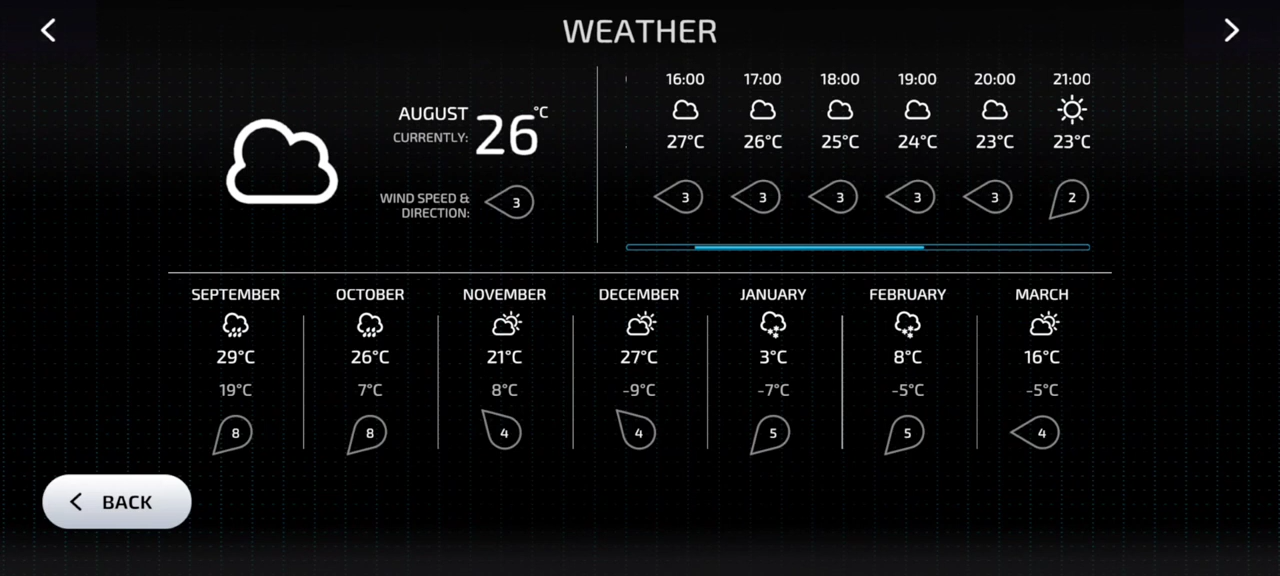 WEATHER
AUGUST
CURRENTLY:
26°C
WIND SPEED &
DIRECTION:
3
16:00 17:00 18:00 19:00 20:00 21:00
27°C 26°C 25°C 24°C 23°C 23°C
3 3 3 3 3 2
SEPTEMBER OCTOBER NOVEMBER DECEMBER JANUARY FEBRUARY MARCH
29°C 26°C 21°C 27°C 3°C 8°C 16°C
19°C 7°C 8°C -9°C -7°C -5°C -5°C
8 8 4 4 5 5 4
BACK